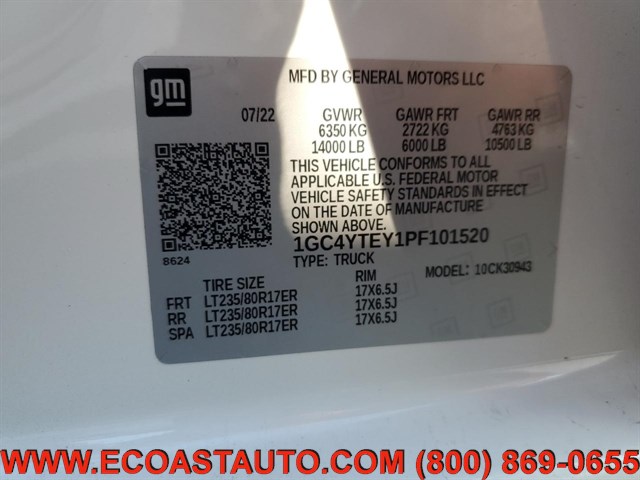 gm
MFD BY GENERAL MOTORS LLC
07/22 GVWR GAWR FRT GAWR RR
6350 KG 2722 KG 4763 KG
14000 LB 6000 LB 10500 LB
THIS VEHICLE CONFORMS TO ALL
APPLICABLE U.S. FEDERAL MOTOR
VEHICLE SAFETY STANDARDS IN EFFECT
ON THE DATE OF MANUFACTURE
SHOWN ABOVE.
1GC4YTEY1PF101520
8624
TYPE: TRUCK MODEL: 10CK30943
TIRE SIZE RIM
FRT LT235/80R17ER 17X6.5J
RR LT235/80R17ER 17X6.5J
SPA LT235/80R17ER 17X6.5J
WWW.ECOASTAUTO.COM (800) 869-0655